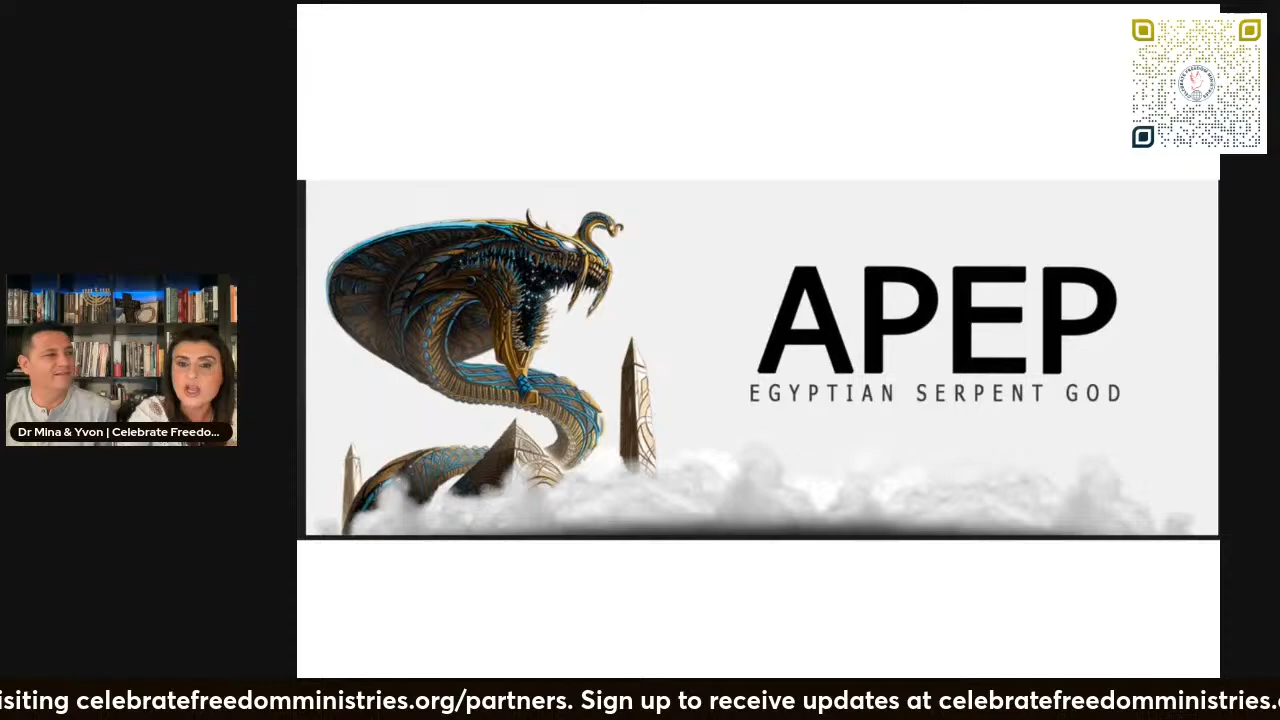 APEP
EGYPTIAN SERPENT GOD
Dr Mina & Yvon | Celebrate Freedo...
isiting celebratefreedomministries.org/partners. Sign up to receive updates at celebratefreedomministries.